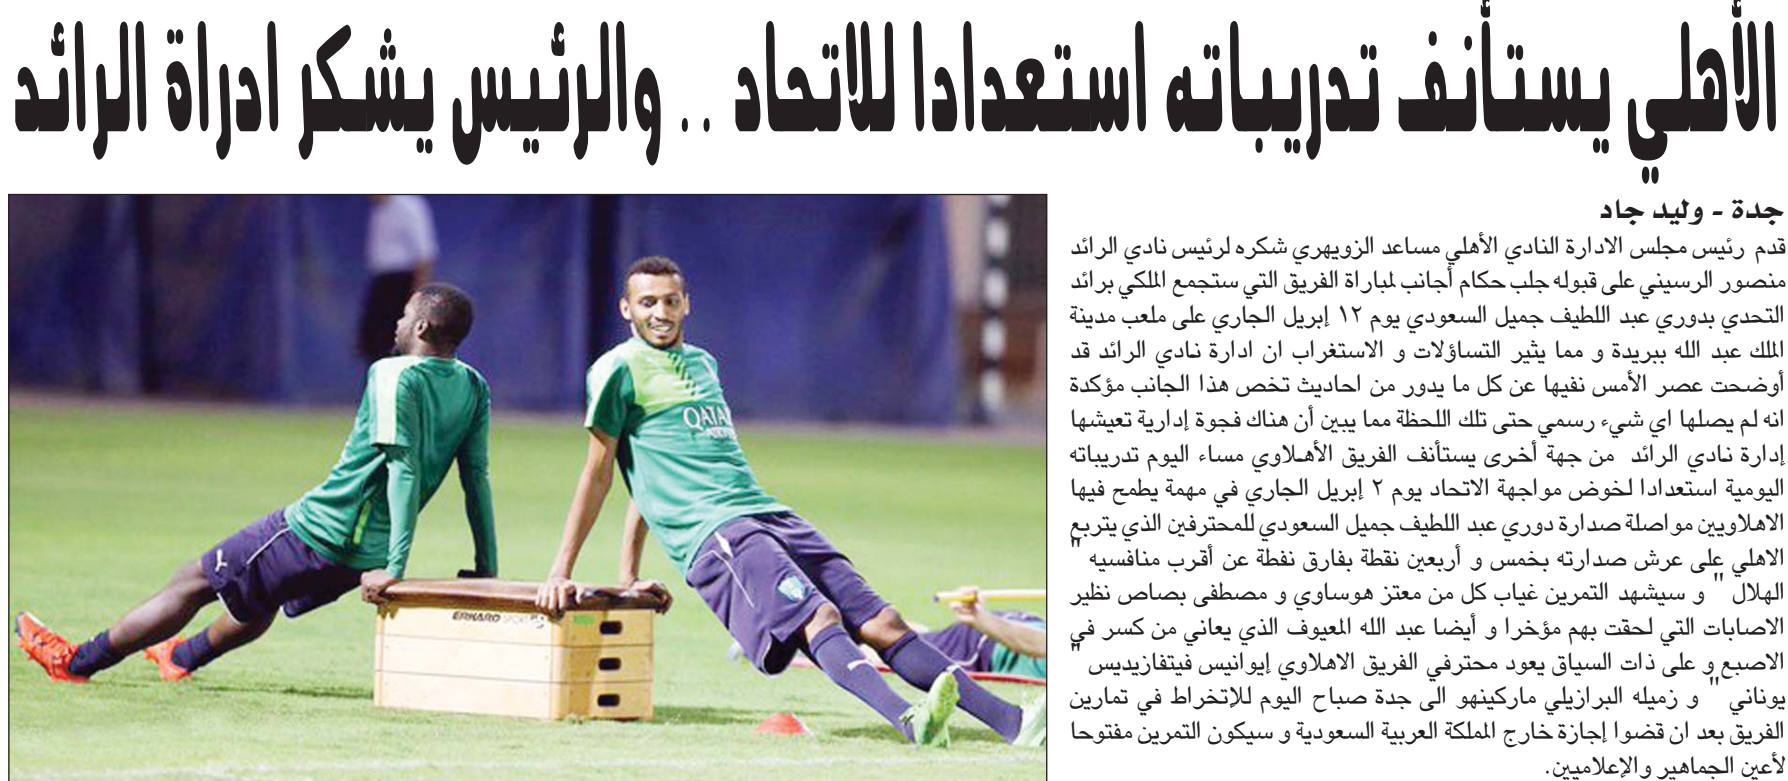 الأهلي يستأنف تدريباته استعدادا للاتحاد .. والرئيس يشكر ادراة الرائد
جدة - وليد جاد
قدم رئيس مجلس الادارة النادي الأهلي مساعد الزويهري شكره لرئيس نادي الرائد
منصور الرسيني على قبوله جلب حكام أجانب لمباراة الفريق التي ستجمع الملكي برائد
التحدي بدوري عبد اللطيف جميل السعودي يوم ١٢ إبريل الجاري على ملعب مدينة
الملك عبد الله ببريدة و مما يثير التساؤلات و الاستغراب ان ادارة نادي الرائد قد
أوضحت عصر الأمس نفيها عن كل ما يدور من احاديث تخص هذا الجانب مؤكدة
انه لم يصلها اي شيء رسمي حتى تلك اللحظة مما يبين أن هناك فجوة إدارية تعيشها
إدارة نادي الرائد من جهة أخرى يستأنف الفريق الأهلاوي مساء اليوم تدريباته
اليومية استعدادا لخوض مواجهة الاتحاد يوم ٢ إبريل الجاري في مهمة يطمح فيها
الاهلاويين مواصلة صدارة دوري عبد اللطيف جميل السعودي للمحترفين الذي يتربع
الاهلي على عرش صدارته بخمس و أربعين نقطة بفارق نفطة عن أقرب منافسيه "
الهلال " و سيشهد التمرين غياب كل من معتز هوساوي و مصطفى بصاص نظير
الاصابات التي لحقت بهم مؤخرا و أيضا عبد الله المعيوف الذي يعاني من كسر في
الاصبع و على ذات السياق يعود محترفي الفريق الاهلاوي إيوانيس فيتفازيديس "
يوناني " و زميله البرازيلي ماركينهو الى جدة صباح اليوم للإتخراط في تمارين
الفريق بعد ان قضوا إجازة خارج المملكة العربية السعودية و سيكون التمرين مفتوحا
لأعين الجماهير والإعلاميين.
QATAR
ERHARD SPORT